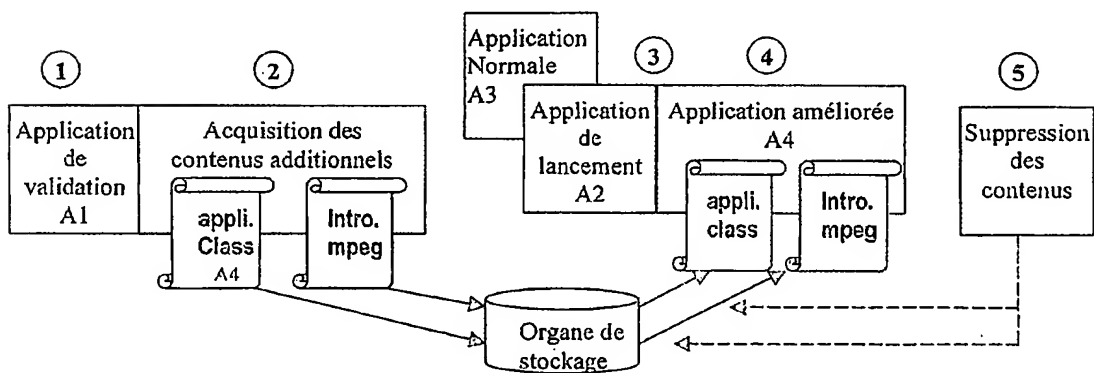 1
2
Application
Normale
A3
3
4
5
Application
de
validation
A1
Acquisition des
contenus additionnels
appli.
Class
A4
Intro.
mpeg
Application
de
lancement
A2
Application améliorée
A4
appli.
class
Intro.
mpeg
Suppression
des
contenus
Organe de
stockage